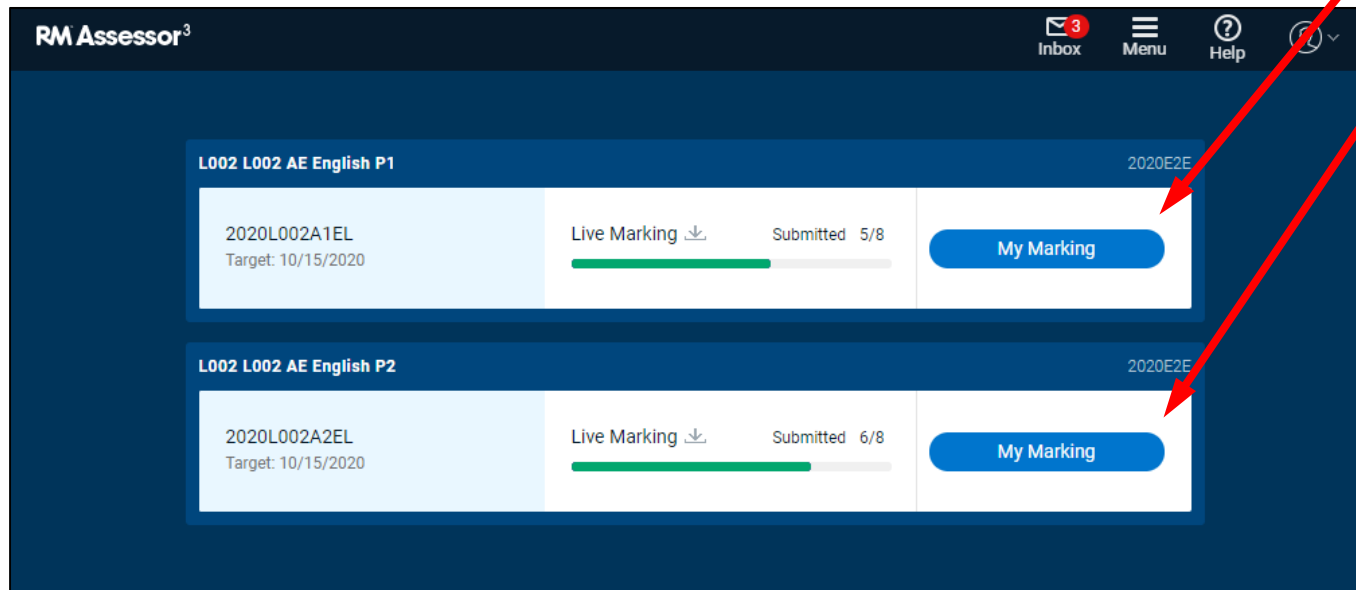 RM Assessor³
3
Inbox Menu Help
L002 L002 AE English P1 2020E2E
2020L002A1EL Live Marking Submitted 5/8 My Marking
Target: 10/15/2020
L002 L002 AE English P2 2020E2E
2020L002A2EL Live Marking Submitted 6/8 My Marking
Target: 10/15/2020